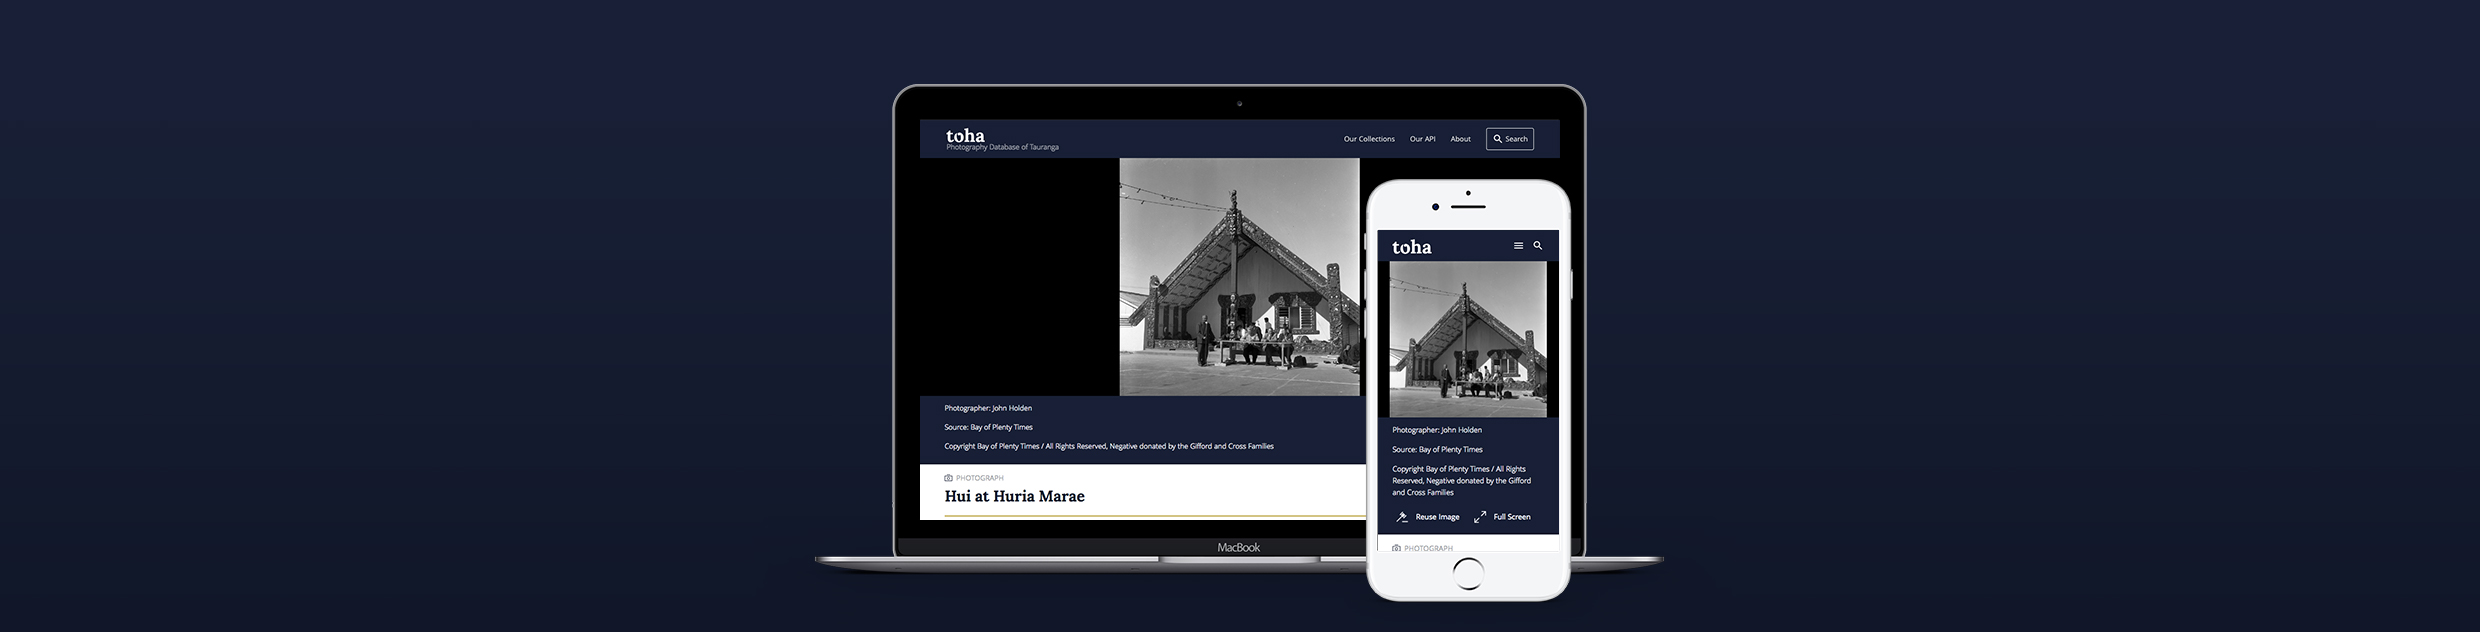 toha
Photography Database of Tauranga
Our Collections
Our API
About
Search
Photographer: John Holden
Source: Bay of Plenty Times
Copyright Bay of Plenty Times / All Rights Reserved, Negative donated by the Gifford and Cross Families
PHOTOGRAPH
Hui at Huria Marae
MacBook
toha
Photographer: John Holden
Source: Bay of Plenty Times
Copyright Bay of Plenty Times / All Rights
Reserved, Negative donated by the Gifford
and Cross Families
Reuse Image
Full Screen
PHOTOGRAPH